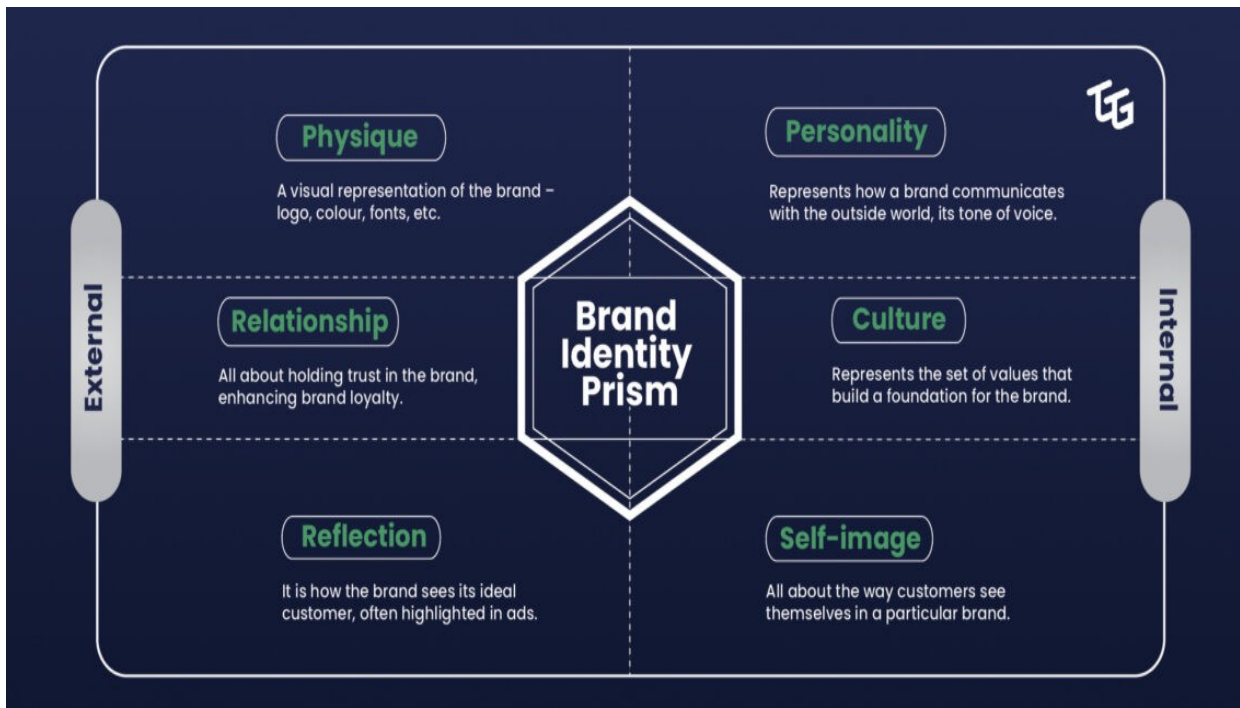 Physique
A visual representation of the brand –
logo, colour, fonts, etc.
Personality
Represents how a brand communicates
with the outside world, its tone of voice.
TG
External
Relationship
All about holding trust in the brand,
enhancing brand loyalty.
Brand
Identity
Prism
Culture
Represents the set of values that
build a foundation for the brand.
Internal
Reflection
It is how the brand sees its ideal
customer, often highlighted in ads.
Self-image
All about the way customers see
themselves in a particular brand.